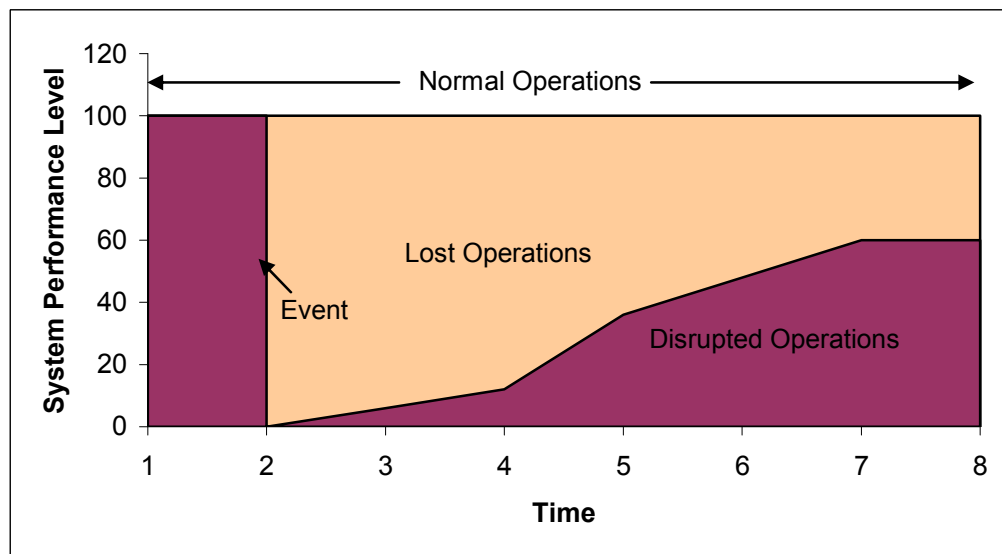 120
Normal Operations
100
80
Lost Operations
60
Event
40
Disrupted Operations
20
0
System Performance Level
1 2 3 4 5 6 7 8
Time